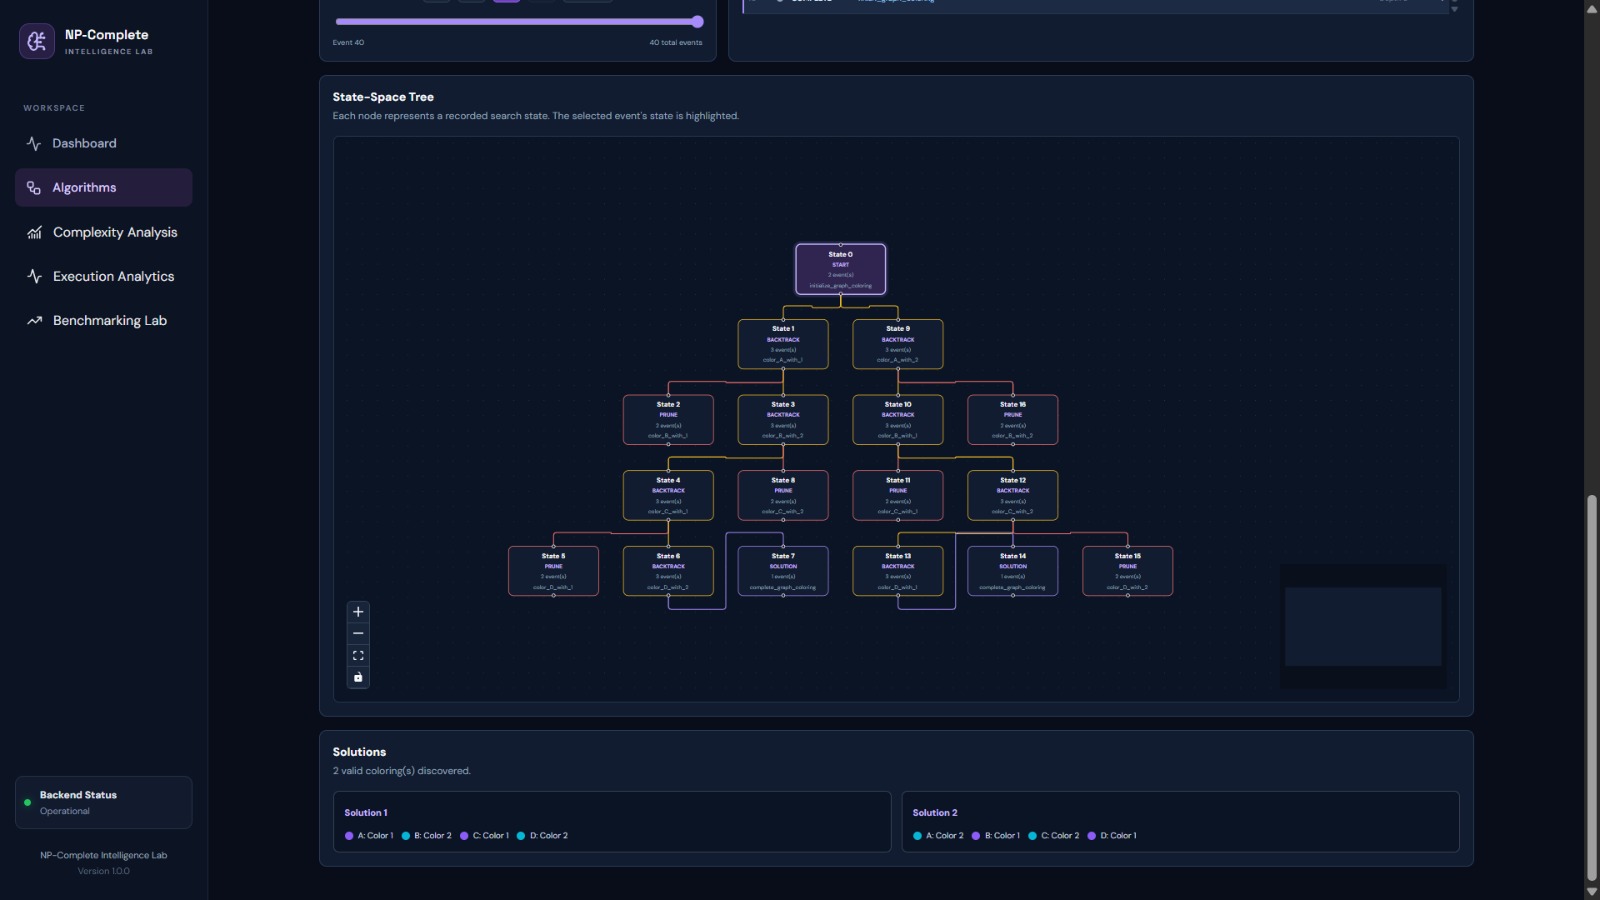 NP-Complete
INTELLIGENCE LAB
WORKSPACE
Dashboard
Algorithms
Complexity Analysis
Execution Analytics
Benchmarking Lab
Backend Status
Operational
NP-Complete Intelligence Lab
Version 1.0.0
Event 40
40 total events
State-Space Tree
Each node represents a recorded search state. The selected event's state is highlighted.
State 0
START
2 event(s)
initialize_graph_coloring
State 1
BACKTRACK
3 event(s)
color_A_with_1
State 9
BACKTRACK
3 event(s)
color_A_with_2
State 2
PRUNE
2 event(s)
color_B_with_1
State 3
BACKTRACK
3 event(s)
color_B_with_2
State 10
BACKTRACK
3 event(s)
color_B_with_1
State 16
PRUNE
2 event(s)
color_B_with_2
State 4
BACKTRACK
3 event(s)
color_C_with_1
State 8
PRUNE
2 event(s)
color_C_with_2
State 11
PRUNE
2 event(s)
color_C_with_1
State 12
BACKTRACK
3 event(s)
color_C_with_2
State 5
PRUNE
2 event(s)
color_D_with_1
State 6
BACKTRACK
3 event(s)
color_D_with_2
State 7
SOLUTION
1 event(s)
complete_graph_coloring
State 13
BACKTRACK
3 event(s)
color_D_with_1
State 14
SOLUTION
1 event(s)
complete_graph_coloring
State 15
PRUNE
2 event(s)
color_D_with_2
Solutions
2 valid coloring(s) discovered.
Solution 1
A: Color 1 B: Color 2 C: Color 1 D: Color 2
Solution 2
A: Color 2 B: Color 1 C: Color 2 D: Color 1